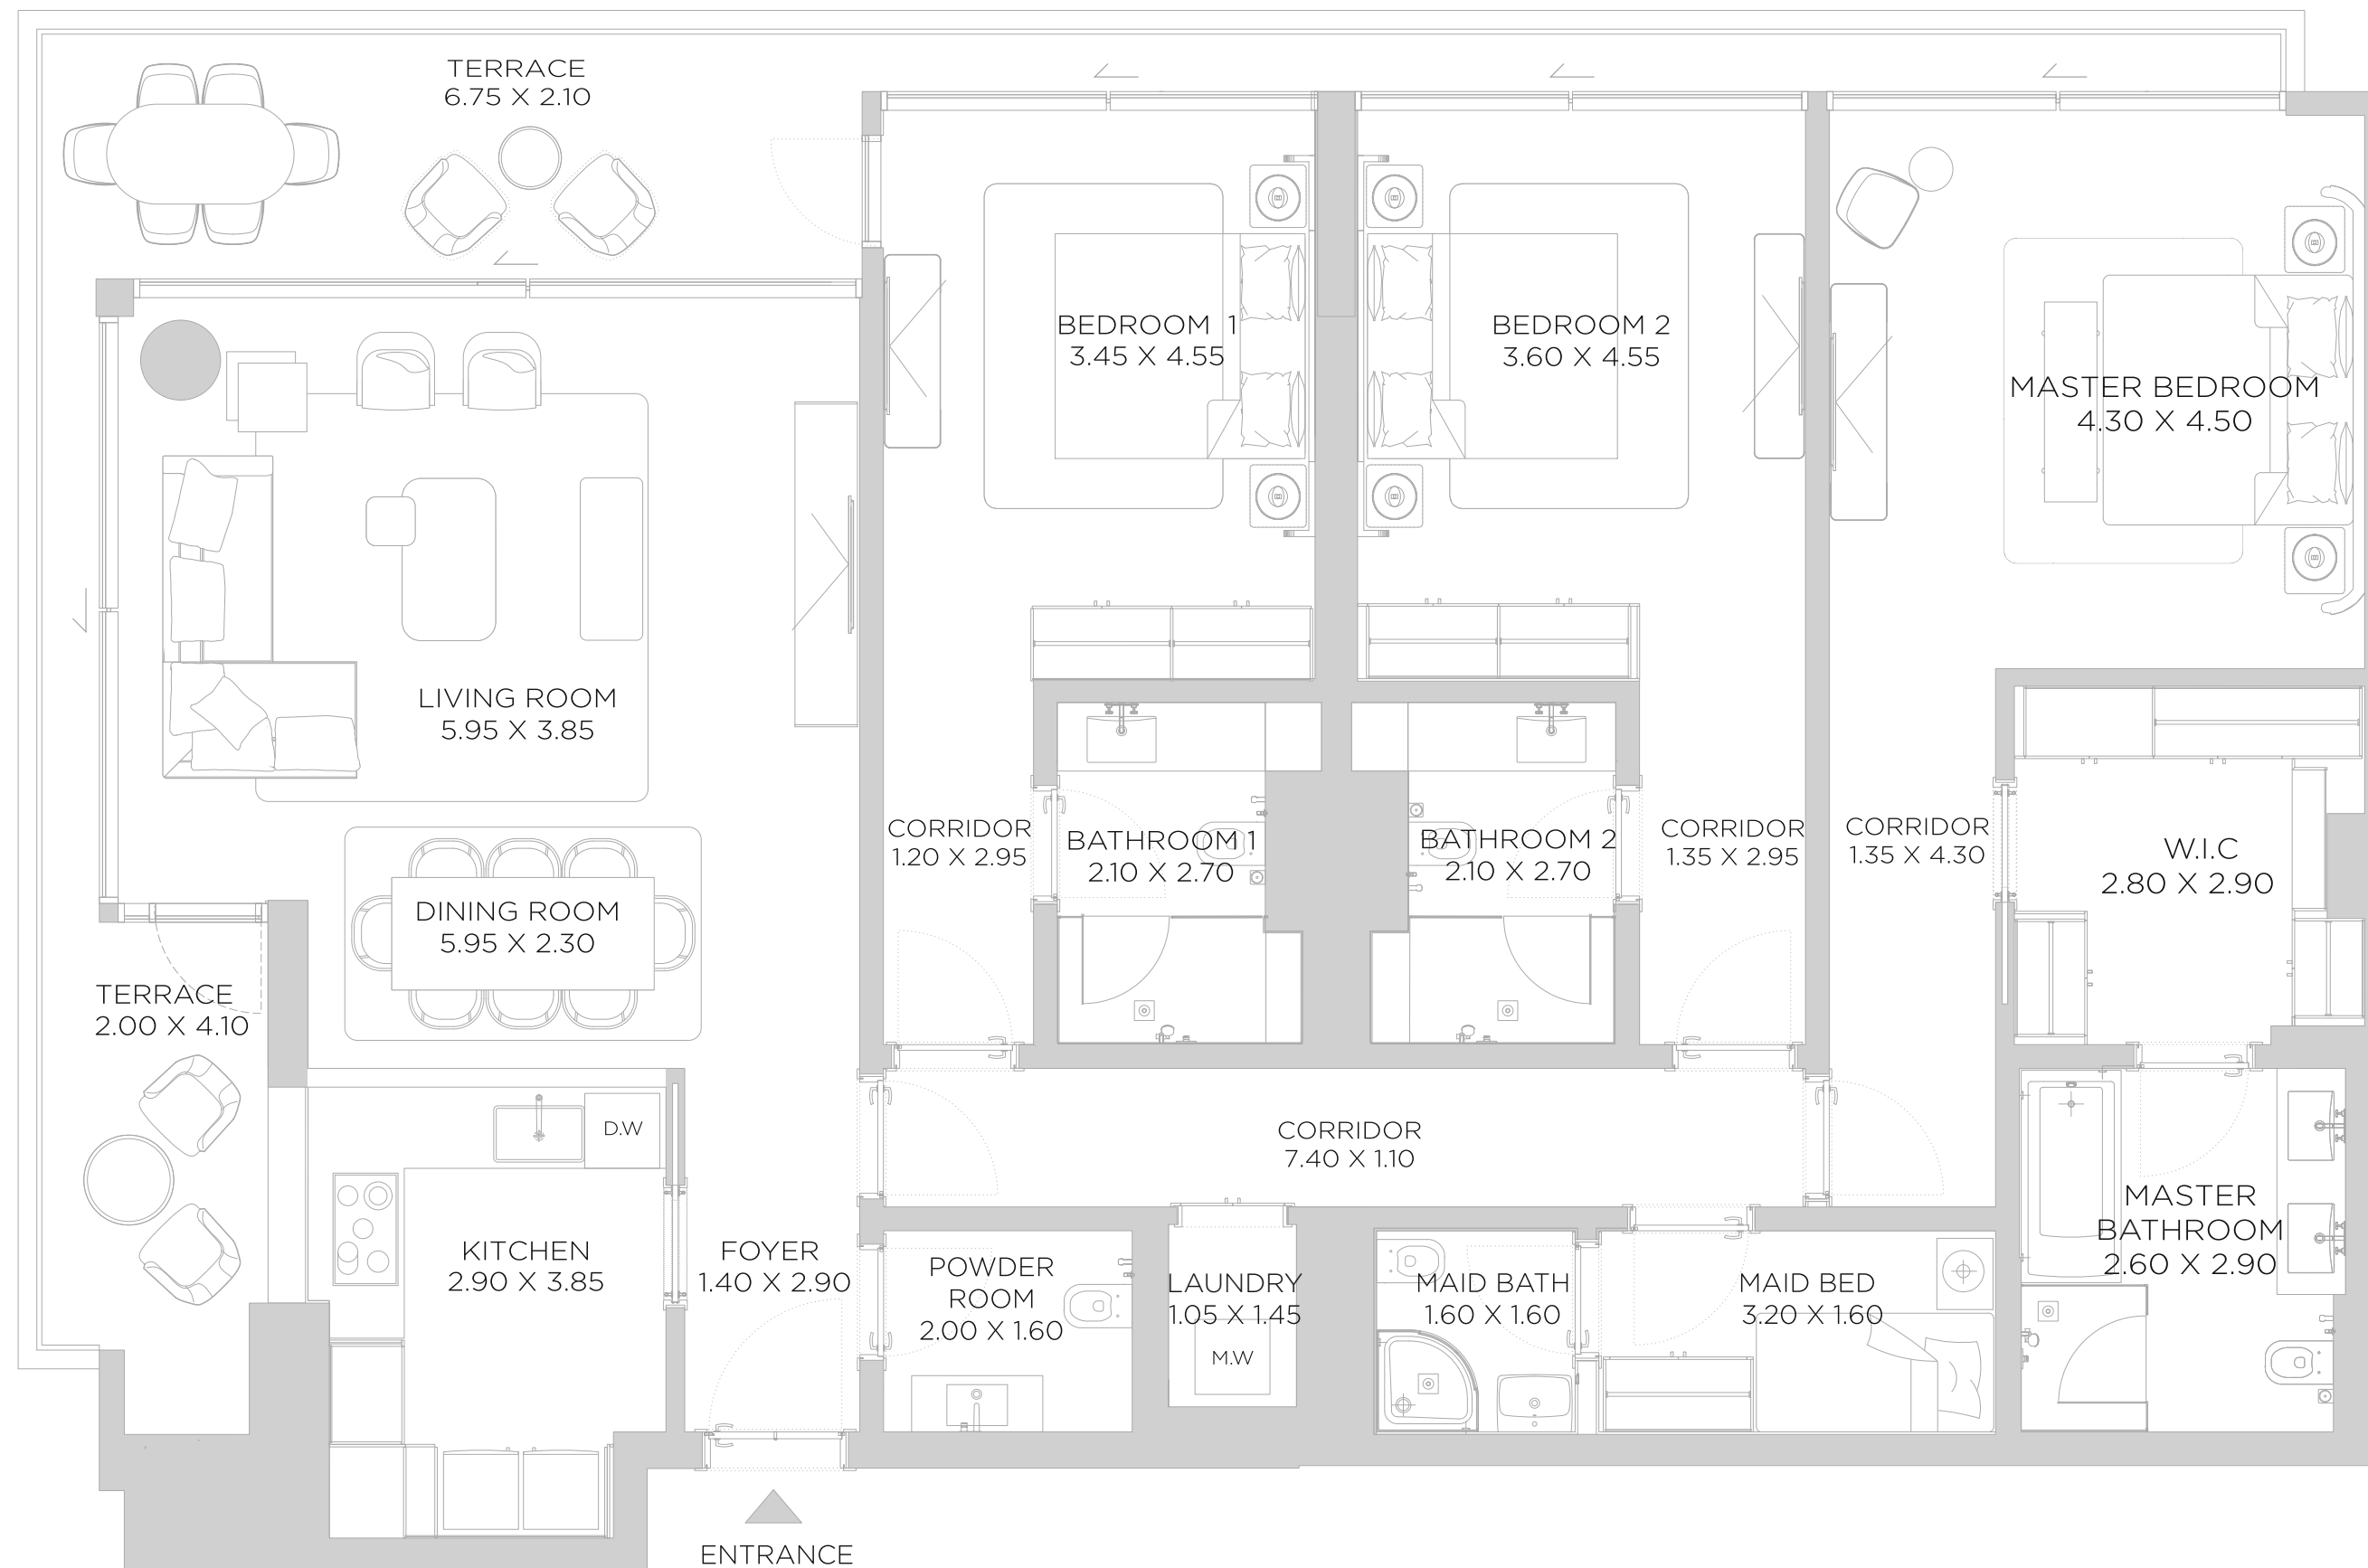 TERRACE
6.75 X 2.10
BEDROOM 1
3.45 X 4.55
BEDROOM 2
3.60 X 4.55
MASTER BEDROOM
4.30 X 4.50
LIVING ROOM
5.95 X 3.85
CORRIDOR
1.20 X 2.95
BATHROOM 1
2.10 X 2.70
BATHROOM 2
2.10 X 2.70
CORRIDOR
1.35 X 2.95
CORRIDOR
1.35 X 4.30
W.I.C
2.80 X 2.90
DINING ROOM
5.95 X 2.30
TERRACE
2.00 X 4.10
D.W
CORRIDOR
7.40 X 1.10
KITCHEN
2.90 X 3.85
FOYER
1.40 X 2.90
POWDER
ROOM
2.00 X 1.60
LAUNDRY
1.05 X 1.45
M.W
MAID BATH
1.60 X 1.60
MAID BED
3.20 X 1.60
MASTER
BATHROOM
2.60 X 2.90
ENTRANCE